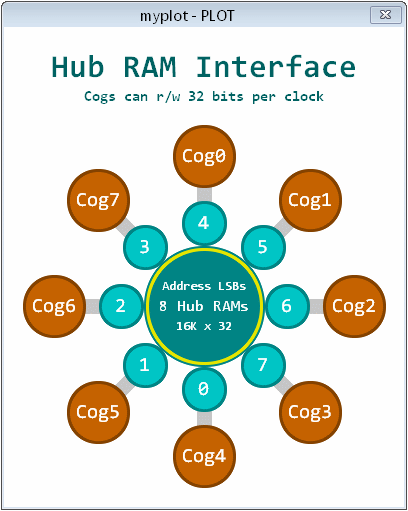 myplot - PLOT
Hub RAM Interface
Cogs can r/w 32 bits per clock
Cog0
Cog7
Cog1
4
3
5
Address LSBs
Cog6
2
8 Hub RAMs
6
Cog2
16K x 32
1
7
0
Cog5
Cog3
Cog4